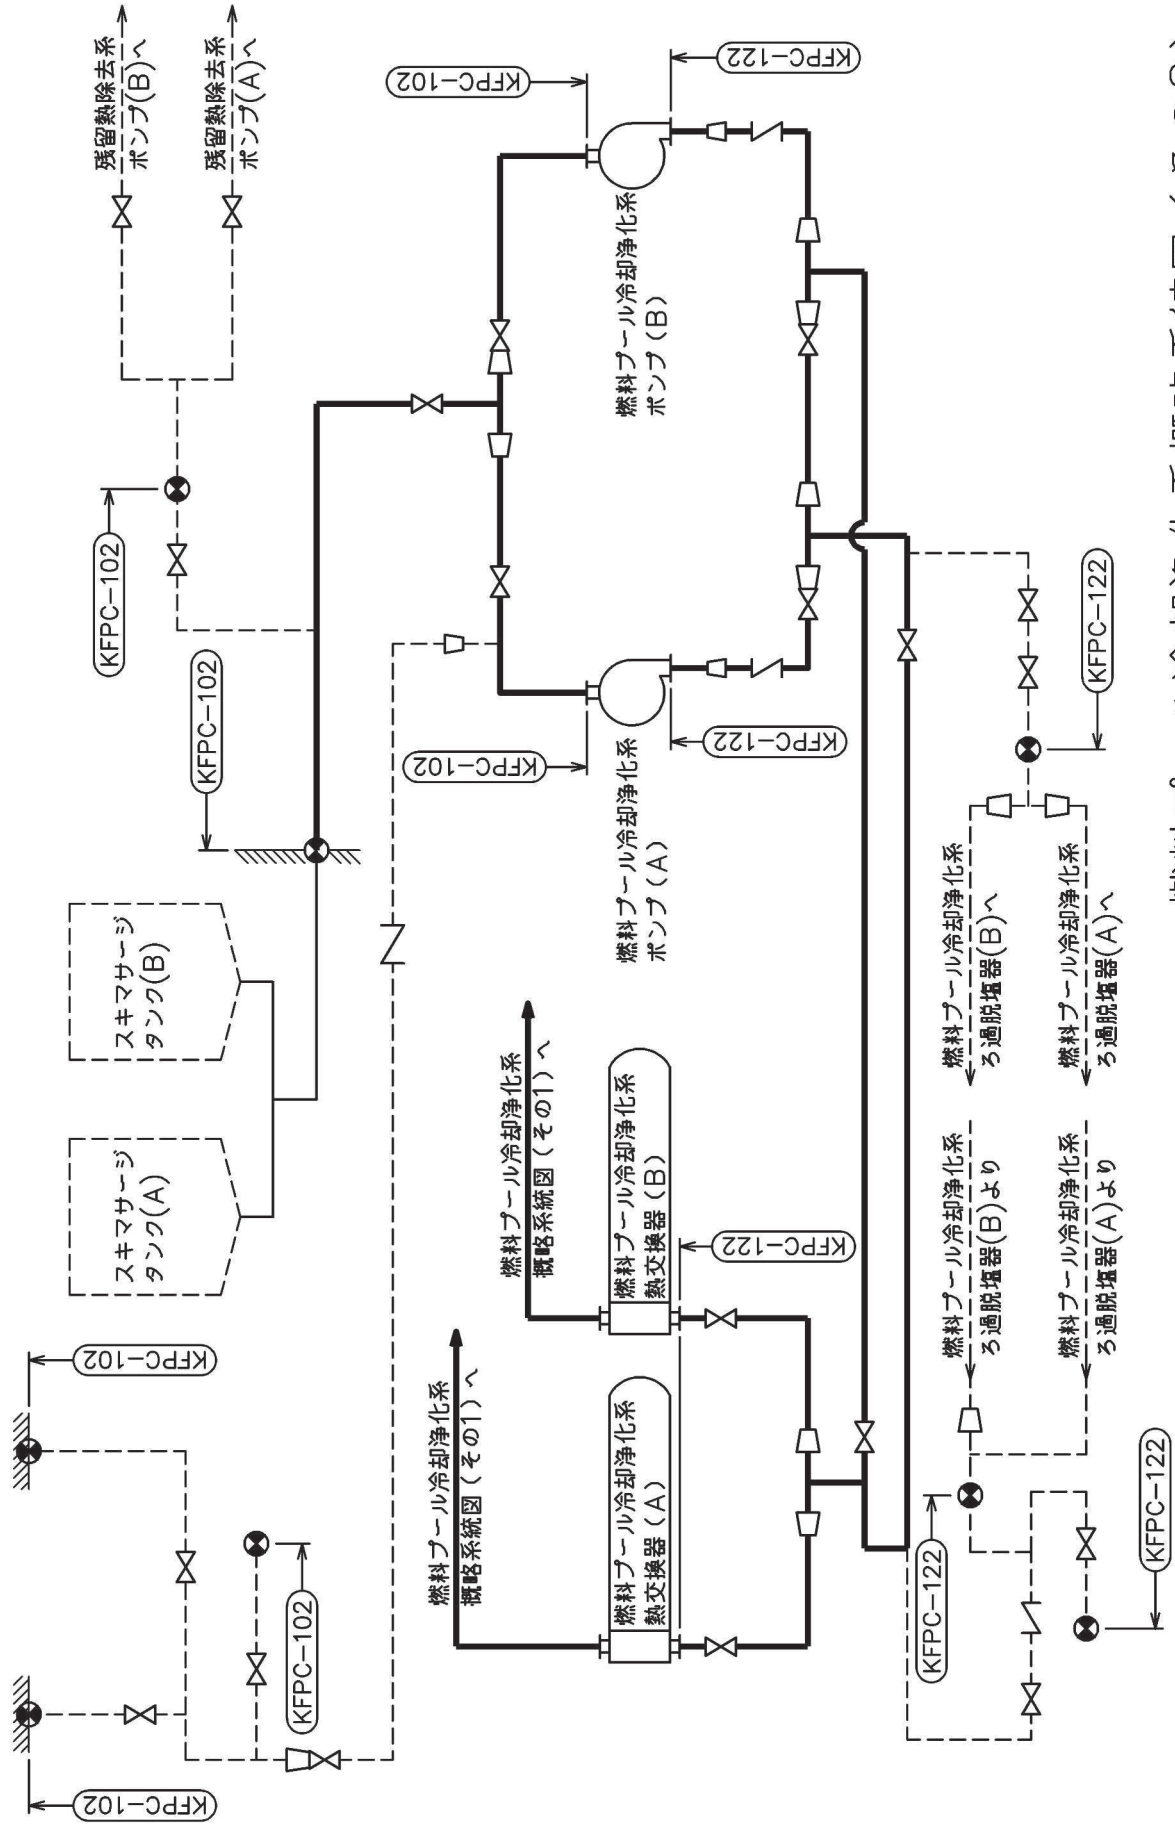 KFPC-102
KFPC-102
KFPC-102
スキマサージ
タンク(A)
スキマサージ
タンク(B)
KFPC-102
KFPC-102
残留熱除去系
ポンプ(B)へ
残留熱除去系
ポンプ(A)へ
燃料プール冷却浄化系
概略系統図(その1)へ
燃料プール冷却浄化系
概略系統図(その1)へ
燃料プール冷却浄化系
熱交換器(A)
燃料プール冷却浄化系
熱交換器(B)
KFPC-122
KFPC-102
燃料プール冷却浄化系
ポンプ(A)
KFPC-122
KFPC-102
燃料プール冷却浄化系
ポンプ(B)
KFPC-122
KFPC-122
KFPC-122
燃料プール冷却浄化系
ろ過脱塩器(B)より
燃料プール冷却浄化系
ろ過脱塩器(A)より
燃料プール冷却浄化系
ろ過脱塩器(B)へ
燃料プール冷却浄化系
ろ過脱塩器(A)へ
KFPC-122